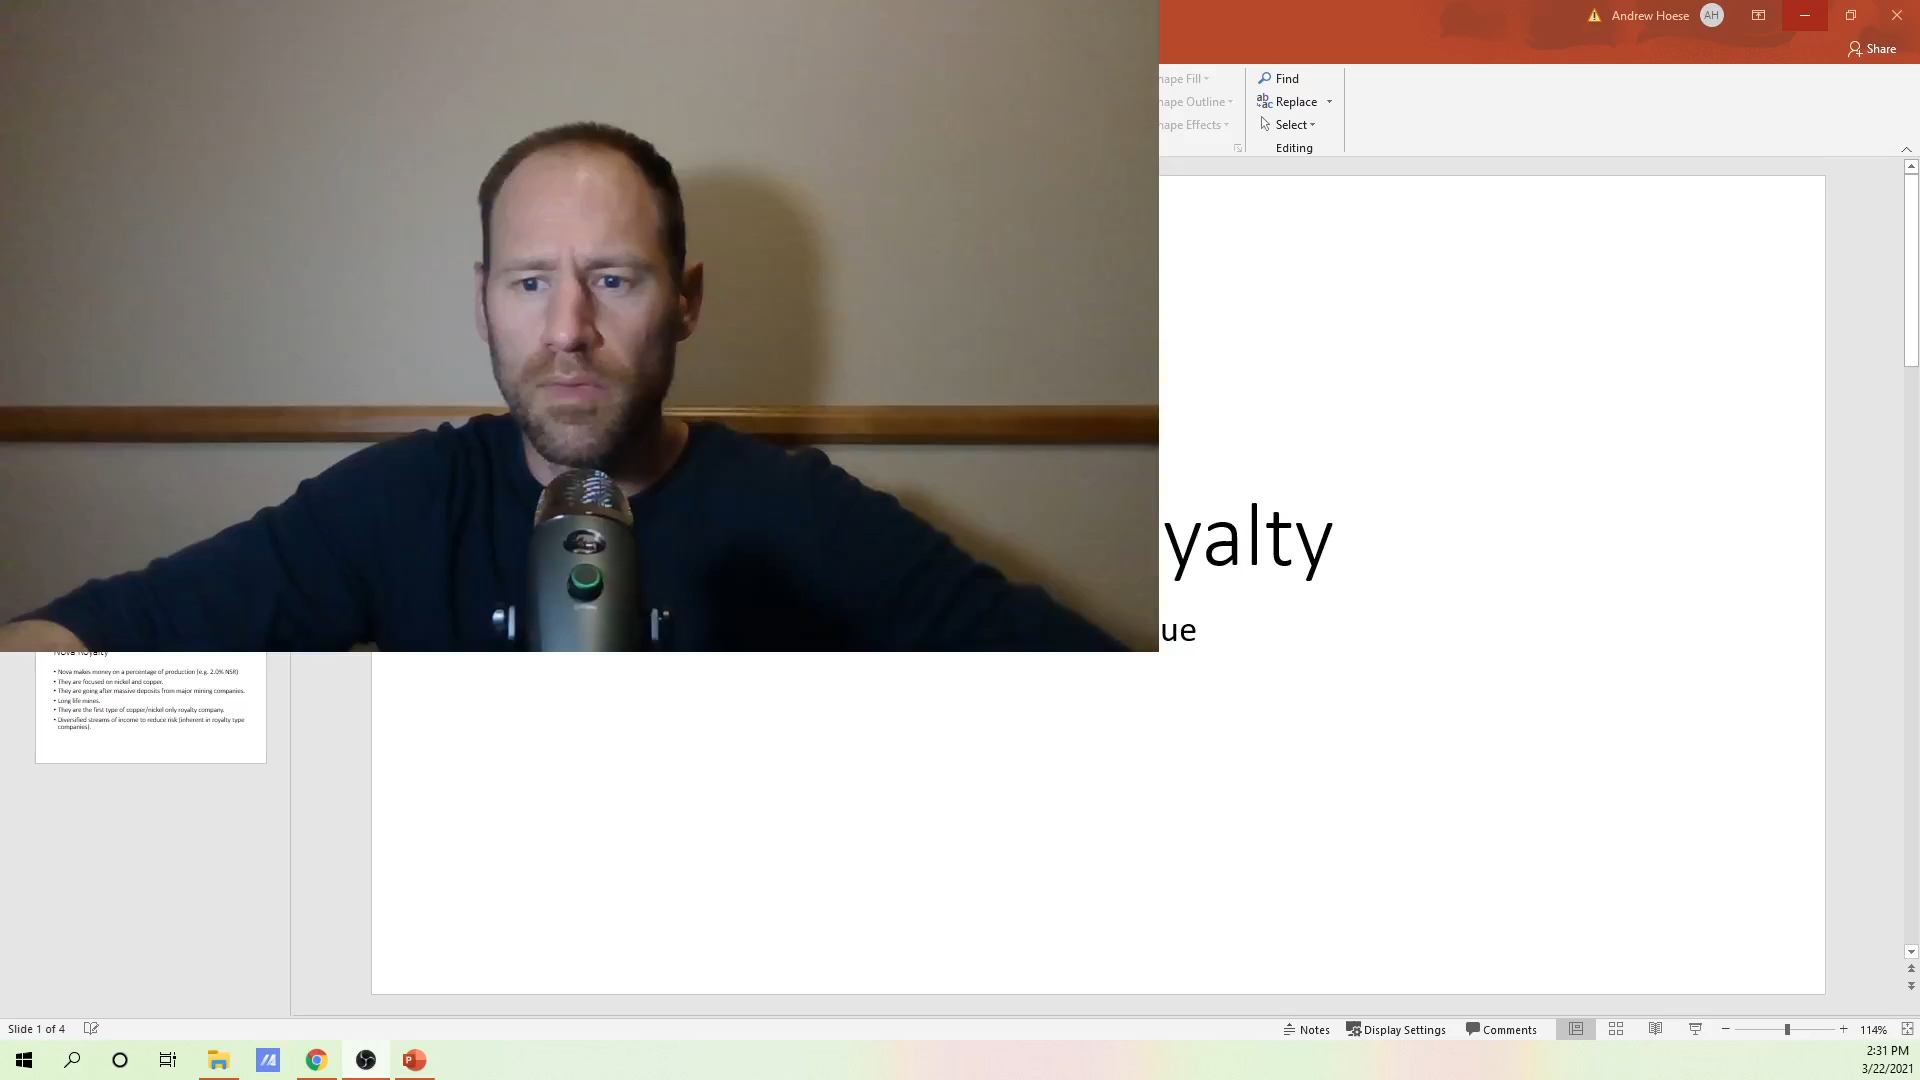 Andrew Hoese AH
Share
hape Fill
hape Outline
hape Effects
Find
Replace
Select
Editing
yalty
ue
Nova Royalty
• Nova makes money on a percentage of production (e.g. 2.0% NSR)
• They are focused on nickel and copper.
• They are going after massive deposits from major mining companies.
• Long life mines.
• They are the first type of copper/nickel only royalty company.
• Diversified streams of income to reduce risk (inherent in royalty type
companies).
Slide 1 of 4
Notes
Display Settings
Comments
114%
2:31 PM
3/22/2021